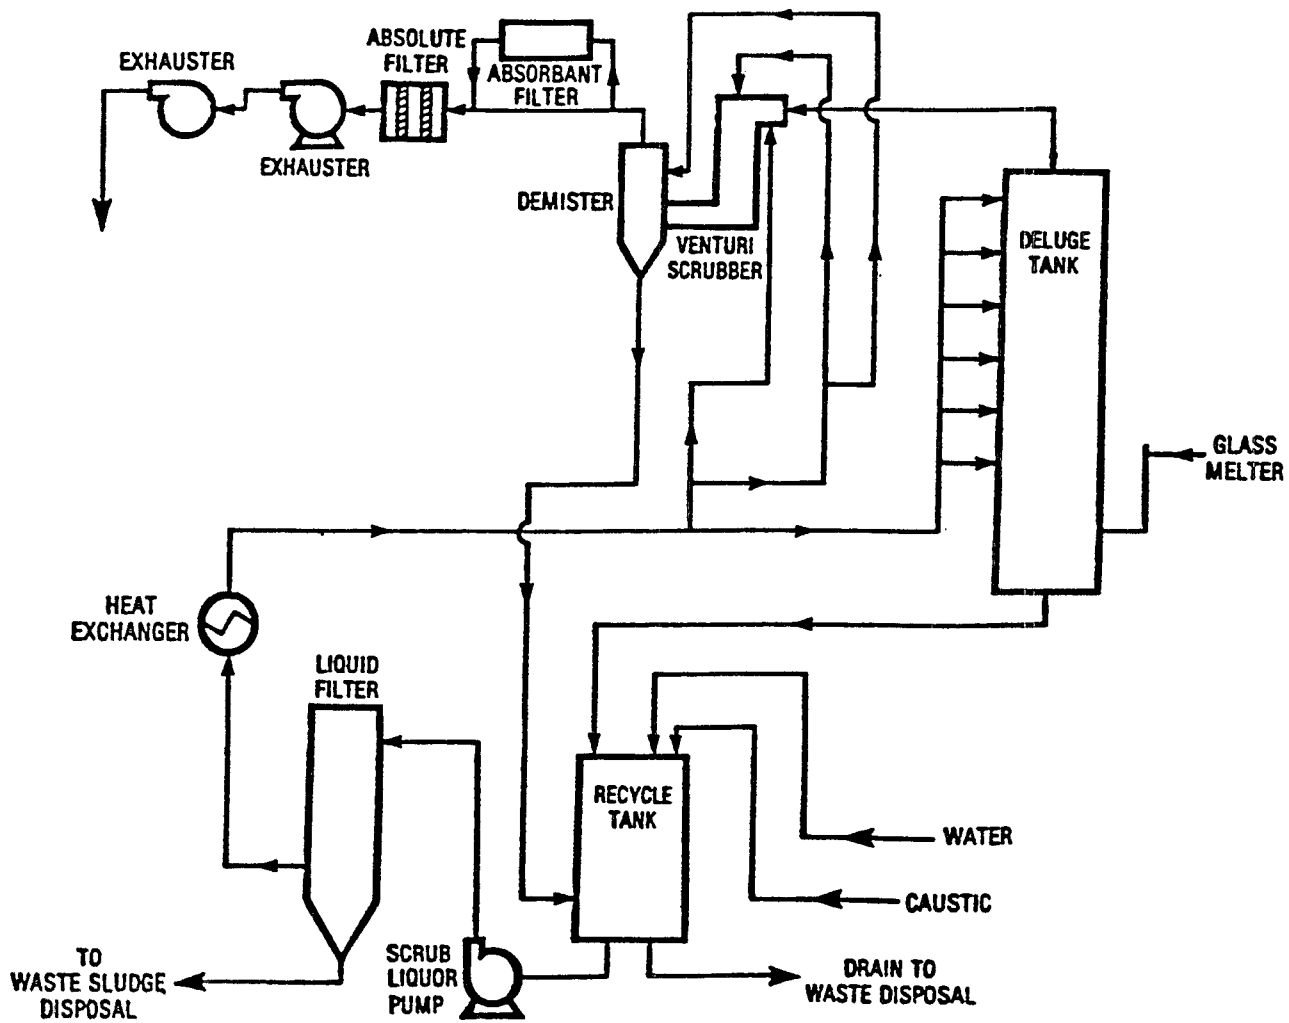 EXHAUSTER
ABSOLUTE
FILTER
ABSORBANT
FILTER
EXHAUSTER
DEMISTER
VENTURI
SCRUBBER
DELUGE
TANK
GLASS
MELTER
HEAT
EXCHANGER
LIQUID
FILTER
RECYCLE
TANK
WATER
CAUSTIC
TO
WASTE SLUDGE
DISPOSAL
SCRUB
LIQUOR
PUMP
DRAIN TO
WASTE DISPOSAL